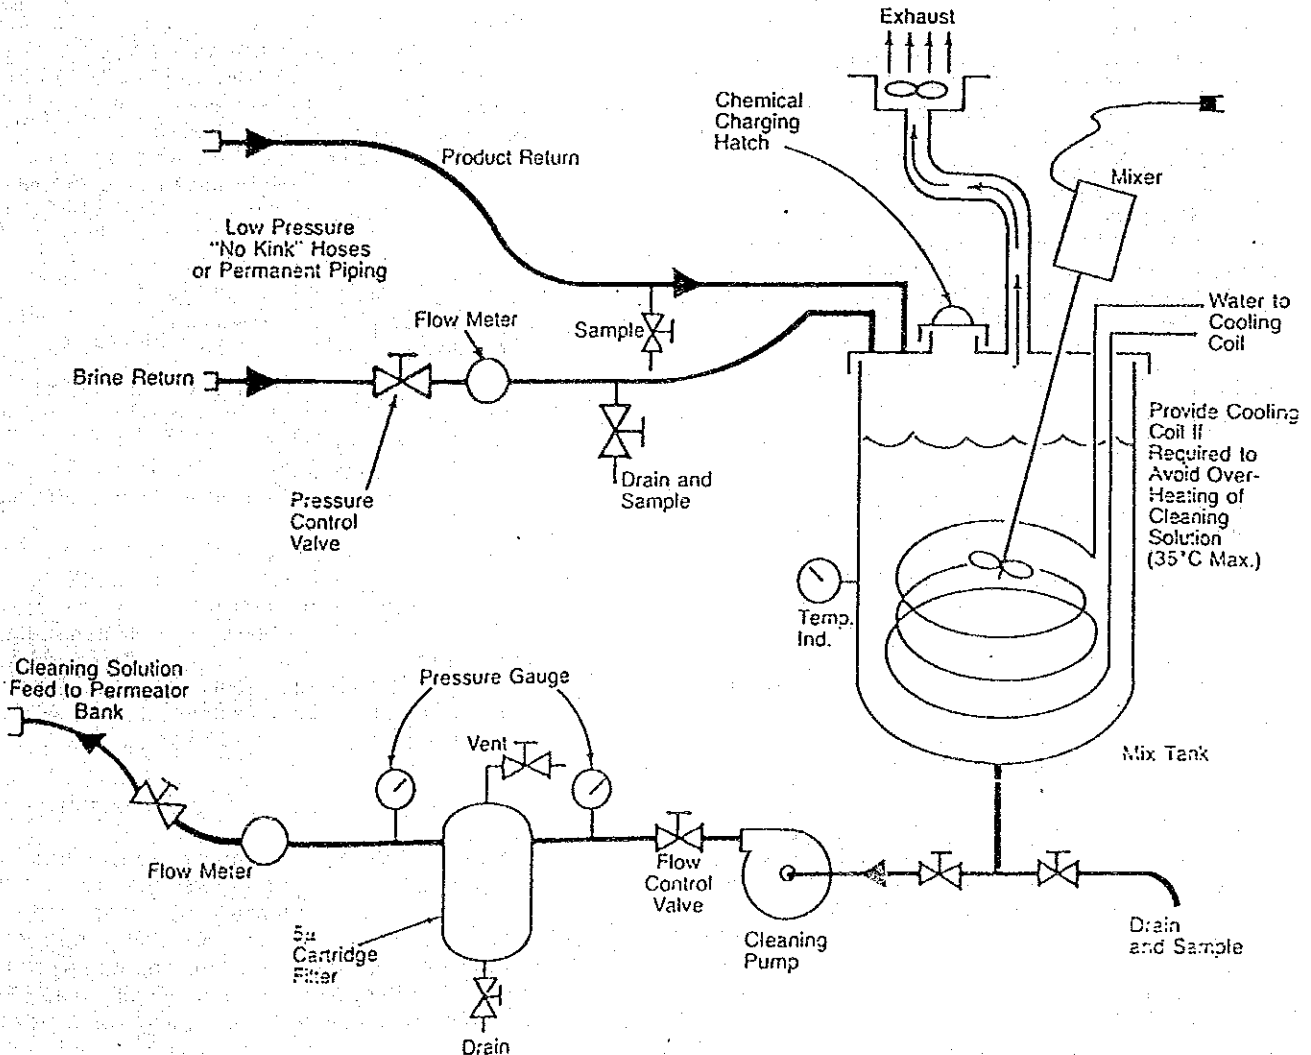 Exhaust
Chemical
Charging
Hatch
Mixer
Product Return
Low Pressure
"No Kink" Hoses
or Permanent Piping
Flow Meter
Sample
Water to
Cooling
Coil
Brine Return
Provide Cooling
Coil If
Required to
Avoid Over-
Heating of
Cleaning
Solution
(35°C Max.)
Drain and
Sample
Pressure
Control
Valve
Temp.
Ind.
Cleaning Solution
Feed to Permeator
Bank
Pressure Gauge
Vent
Mix Tank
Flow Meter
Flow
Control
Valve
5µ
Cartridge
Filter
Cleaning
Pump
Drain
and Sample
Drain